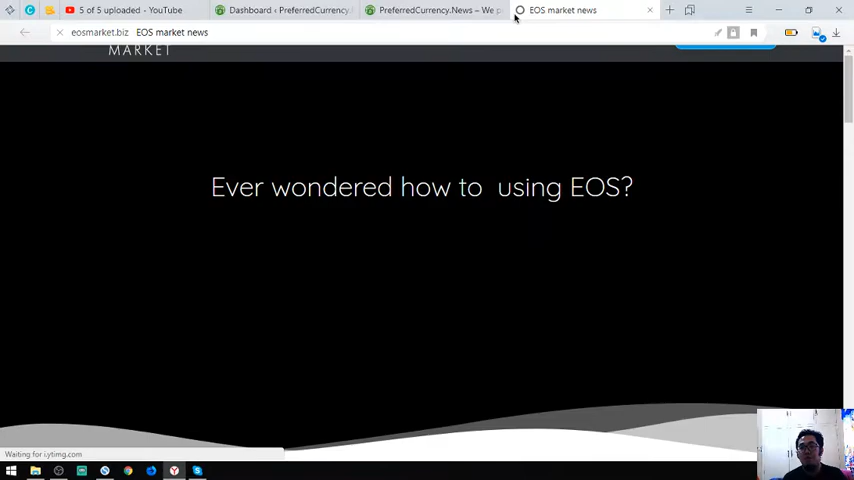 5 of 5 uploaded - YouTube
Dashboard ‹ PreferredCurrency.
PreferredCurrency.News – We p
EOS market news
eosmarket.biz EOS market news
MARKET
Ever wondered how to using EOS?
Waiting for i.ytimg.com